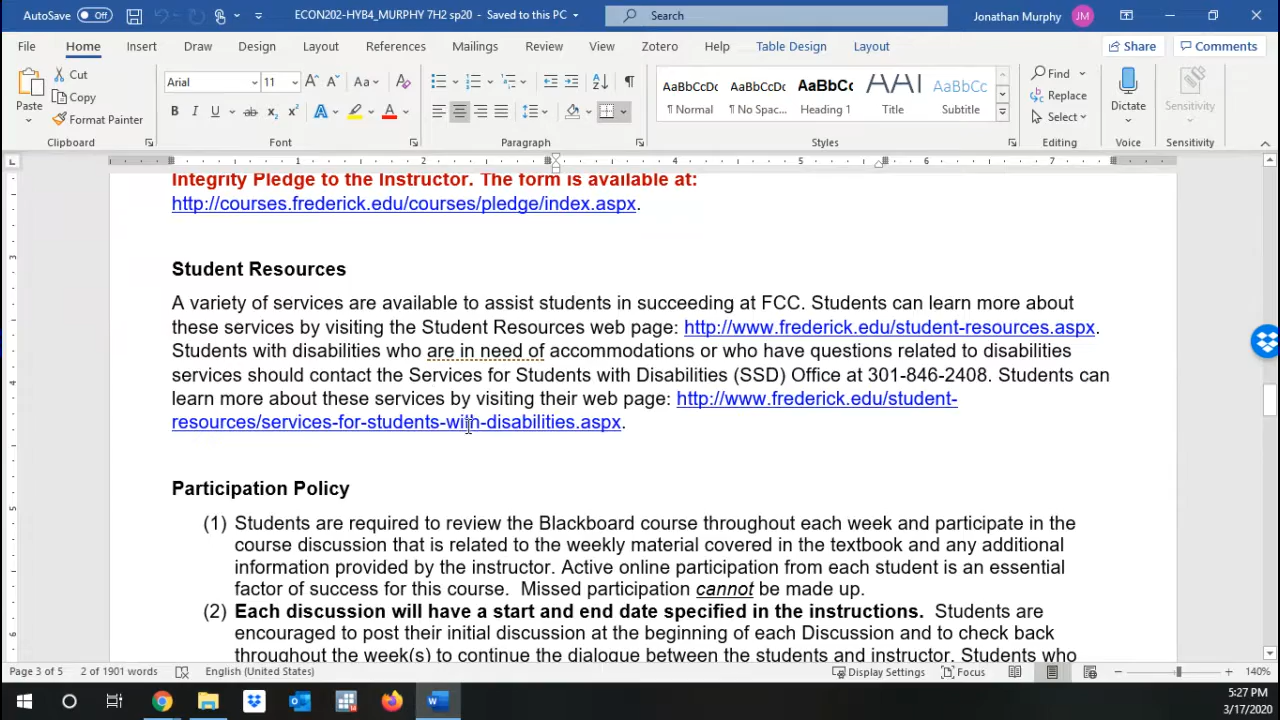 AutoSave Off ECON202-HYB4_MURPHY 7H2 sp20 - Saved to this PC Search Jonathan Murphy JM
File Home Insert Draw Design Layout References Mailings Review View Zotero Help Table Design Layout Share Comments
Paste Cut Copy Format Painter
Clipboard
Arial 11
Font
Paragraph
AaBbCcDc AaBbCcDc AaBbCc AaBbCcDc
¶ Normal ¶ No Spac... Heading 1 Title Subtitle
Styles
Find
Replace
Select
Editing
Dictate
Voice
Sensitivity
Sensitivity
1 2 3 4 5 6 7
Integrity Pledge to the Instructor. The form is available at:
http://courses.frederick.edu/courses/pledge/index.aspx.
Student Resources
A variety of services are available to assist students in succeeding at FCC. Students can learn more about
these services by visiting the Student Resources web page: http://www.frederick.edu/student-resources.aspx.
Students with disabilities who are in need of accommodations or who have questions related to disabilities
services should contact the Services for Students with Disabilities (SSD) Office at 301-846-2408. Students can
learn more about these services by visiting their web page: http://www.frederick.edu/student-
resources/services-for-students-with-disabilities.aspx.
Participation Policy
(1) Students are required to review the Blackboard course throughout each week and participate in the
course discussion that is related to the weekly material covered in the textbook and any additional
information provided by the instructor. Active online participation from each student is an essential
factor of success for this course. Missed participation cannot be made up.
(2) Each discussion will have a start and end date specified in the instructions. Students are
encouraged to post their initial discussion at the beginning of each Discussion and to check back
throughout the week(s) to continue the dialogue between the students and instructor. Students who
Page 3 of 5 2 of 1901 words English (United States) Display Settings Focus 140%
5:27 PM
3/17/2020